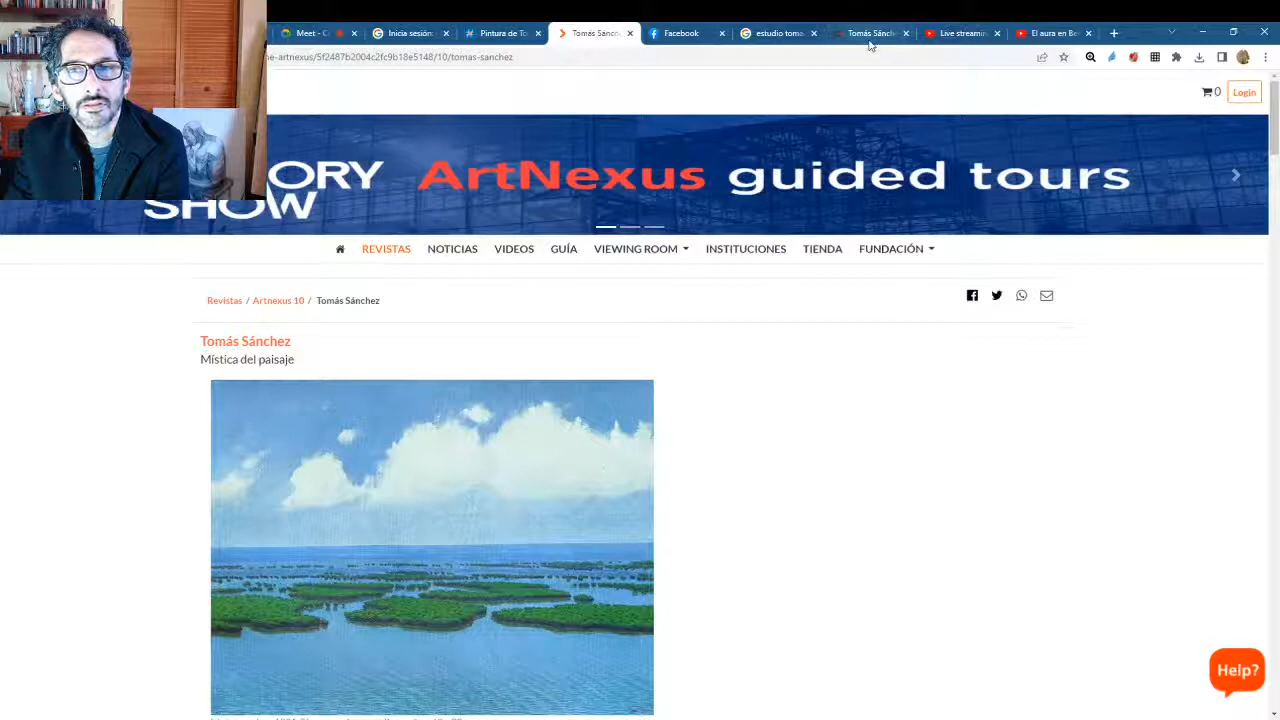 Meet - C
Inicia sesión:
Pintura de To
Tomás Sánch
Facebook
estudio toma
Tomás Sánch
Live streamin
El aura en Be
e-artnexus/5f2487b2004c2fc9b18e5148/10/tomas-sanchez
0 Login
ORY
SHOW
ArtNexus guided tours
REVISTAS NOTICIAS VIDEOS GUÍA VIEWING ROOM INSTITUCIONES TIENDA FUNDACIÓN
Revistas / Artnexus 10 / Tomás Sánchez
Tomás Sánchez
Mística del paisaje
Help?